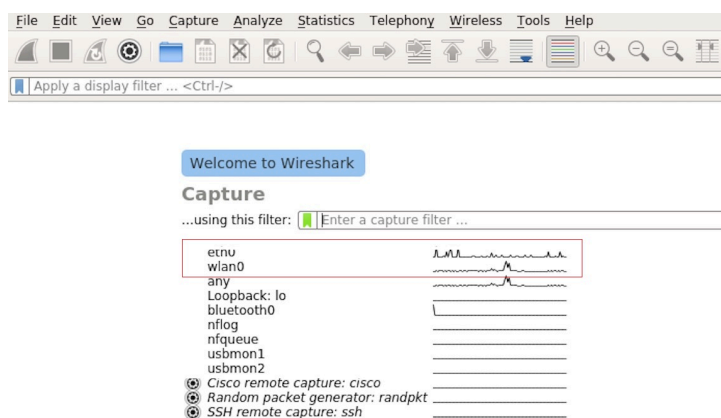 File Edit View Go Capture Analyze Statistics Telephony Wireless Tools Help
Apply a display filter ... <Ctrl-/>
Welcome to Wireshark
Capture
...using this filter: Enter a capture filter ...
eth0
wlan0
any
Loopback: lo
bluetooth0
nflog
nfqueue
usbmon1
usbmon2
Cisco remote capture: cisco
Random packet generator: randpkt
SSH remote capture: ssh